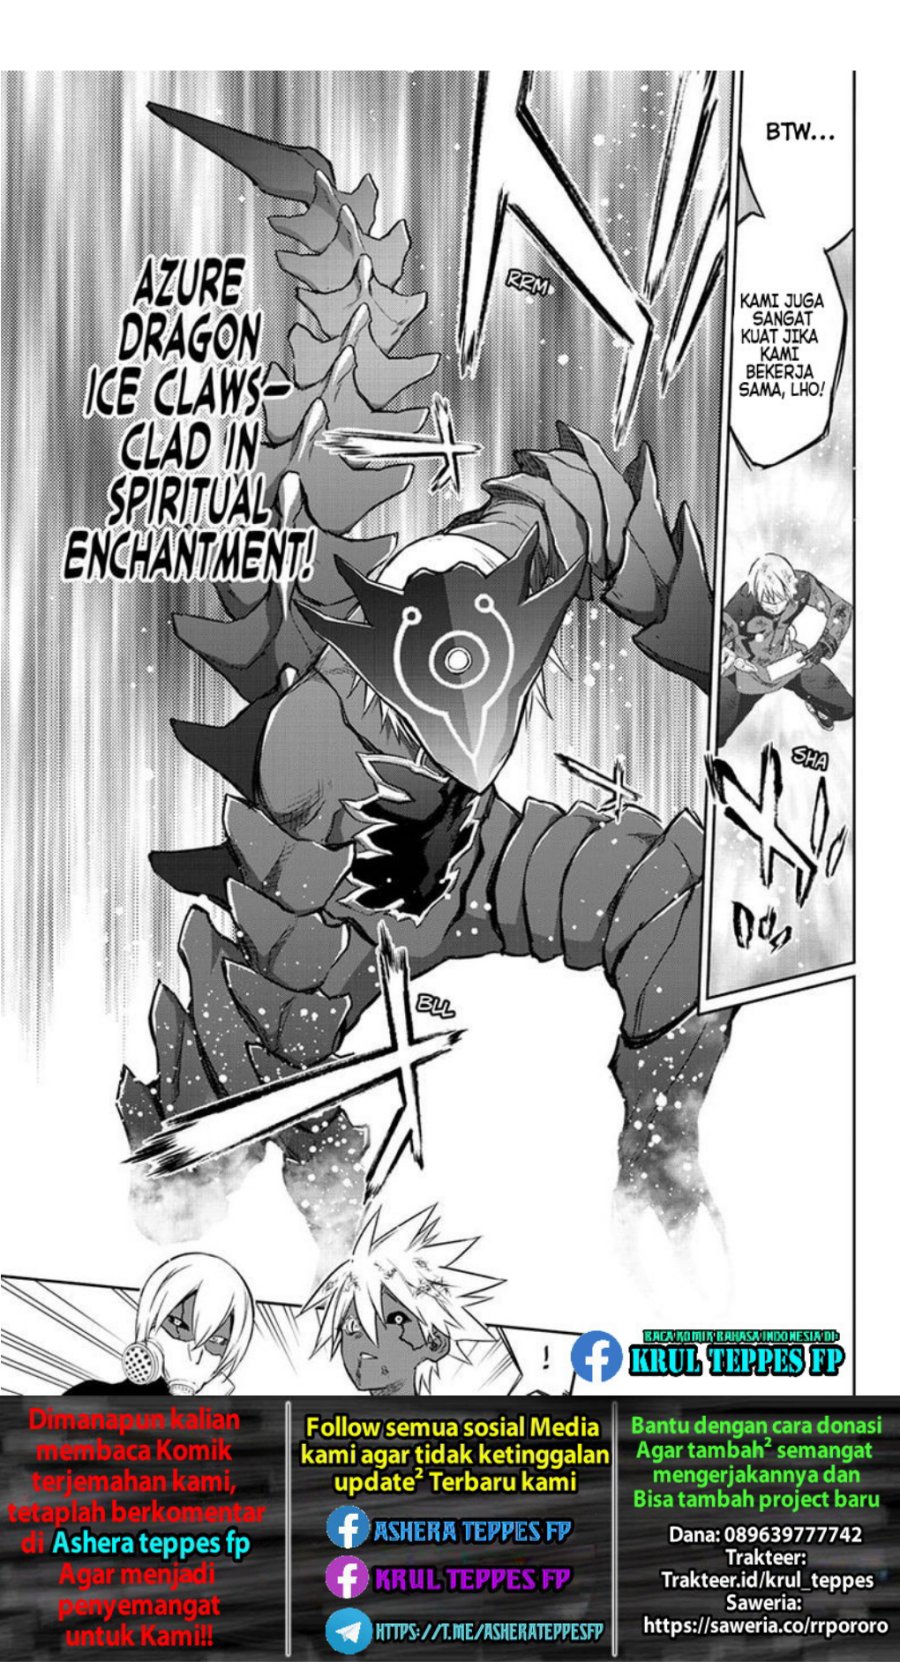 BTW...
KAMI JUGA
SANGAT
KUAT JIKA
KAMI
BEKERJA
SAMA, LHO!
RRM
AZURE
DRAGON
ICE CLAWS—
CLAD IN
SPIRITUAL
ENCHANTMENT!
SHA
BLL
!
BACA KOMIK BAHASA INDONESIA DI:
KRUL TEPPES FP
Dimanapun kalian
membaca Komik
terjemahan kami,
tetaplah berkomentar
di Ashera teppes fp
Agar menjadi
penyemangat
untuk Kami!!
Follow semua sosial Media
kami agar tidak ketinggalan
update² Terbaru kami
ASHERA TEPPES FP
KRUL TEPPES FP
HTTPS://T.ME/ASHERATEPPESFP
Bantu dengan cara donasi
Agar tambah² semangat
mengerjakannya dan
Bisa tambah project baru
Dana: 089639777742
Trakteer:
Trakteer.id/krul_teppes
Saweria:
https://saweria.co/rrpororo